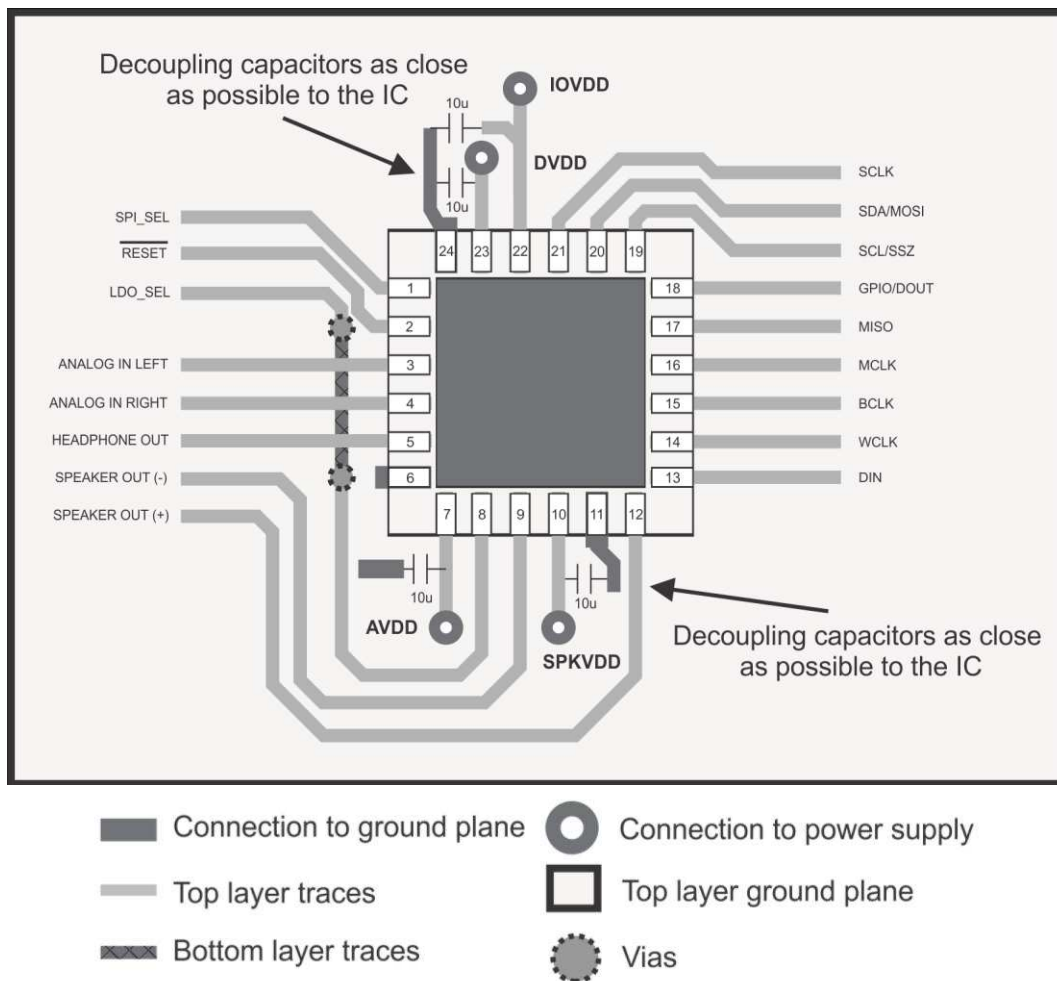 Decoupling capacitors as close
as possible to the IC
10u
IOVDD
DVDD
10u
SPI_SEL
RESET
LDO_SEL
ANALOG IN LEFT
ANALOG IN RIGHT
HEADPHONE OUT
SPEAKER OUT (-)
SPEAKER OUT (+)
24 23 22 21 20 19
1
2
3
4
5
6
18
17
16
15
14
13
7 8 9 10 11 12
SCLK
SDA/MOSI
SCL/SSZ
GPIO/DOUT
MISO
MCLK
BCLK
WCLK
DIN
10u
AVDD
10u
SPKVDD
Decoupling capacitors as close
as possible to the IC
Connection to ground plane
Connection to power supply
Top layer traces
Top layer ground plane
Bottom layer traces
Vias